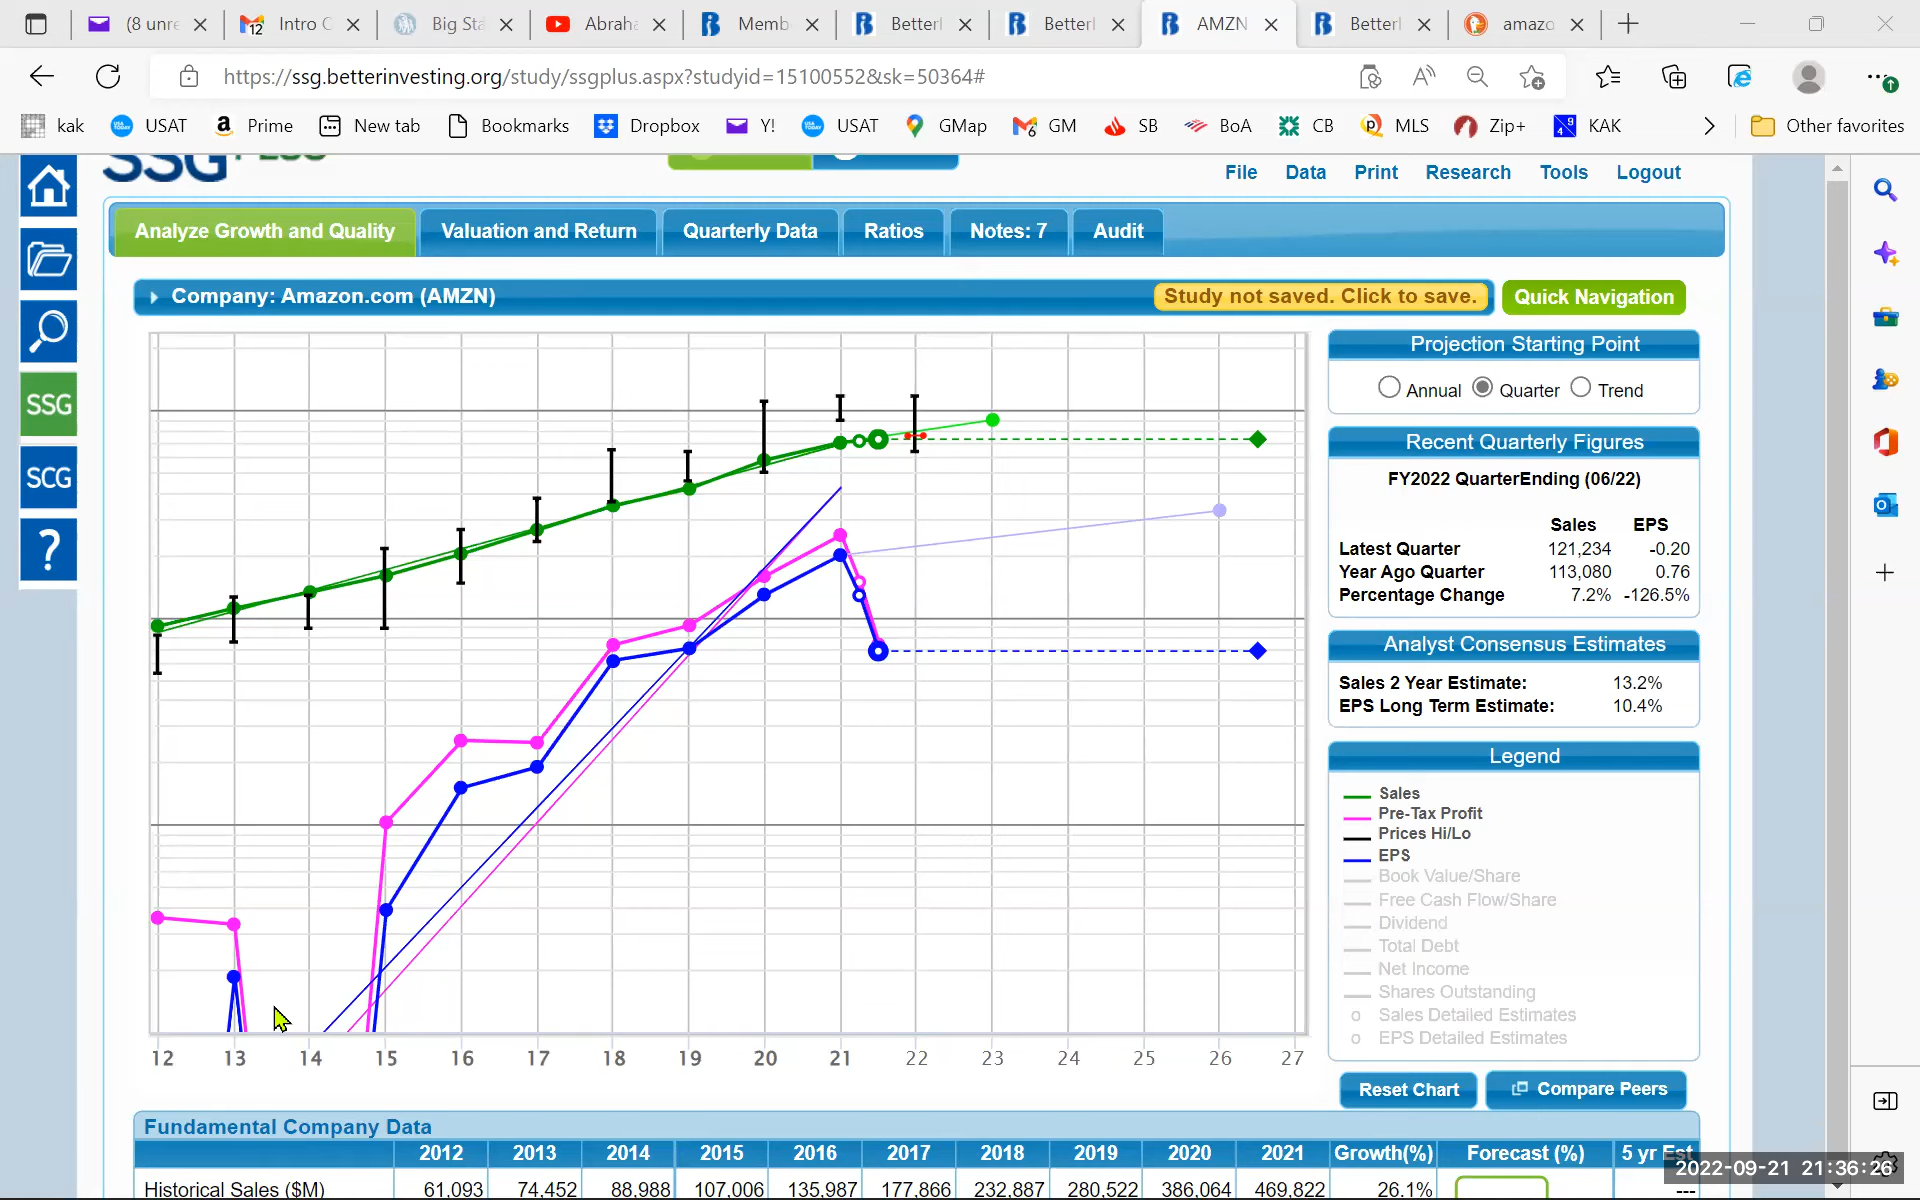 (8 unre
12
Intro C
Big Sta
Abraha
Memb
BetterI
BetterI
AMZN
BetterI
amazo
https://ssg.betterinvesting.org/study/ssgplus.aspx?studyid=15100552&sk=50364#
kak
USAT
Prime
New tab
Bookmarks
Dropbox
Y!
USAT
GMap
GM
SB
BoA
CB
MLS
Zip+
KAK
Other favorites
SSG PLUS
File Data Print Research Tools Logout
Analyze Growth and Quality
Valuation and Return
Quarterly Data
Ratios
Notes: 7
Audit
Company: Amazon.com (AMZN)
Study not saved. Click to save.
Quick Navigation
SSG
SCG
?
Projection Starting Point
Annual Quarter Trend
Recent Quarterly Figures
FY2022 QuarterEnding (06/22)
Sales EPS
Latest Quarter 121,234 -0.20
Year Ago Quarter 113,080 0.76
Percentage Change 7.2% -126.5%
Analyst Consensus Estimates
Sales 2 Year Estimate: 13.2%
EPS Long Term Estimate: 10.4%
Legend
Sales
Pre-Tax Profit
Prices Hi/Lo
EPS
Book Value/Share
Free Cash Flow/Share
Dividend
Total Debt
Net Income
Shares Outstanding
Sales Detailed Estimates
EPS Detailed Estimates
12 13 14 15 16 17 18 19 20 21 22 23 24 25 26 27
Reset Chart
Compare Peers
Fundamental Company Data
2012 2013 2014 2015 2016 2017 2018 2019 2020 2021 Growth(%) Forecast (%) 5 yr Est
Historical Sales ($M) 61,093 74,452 88,988 107,006 135,987 177,866 232,887 280,522 386,064 469,822 26.1% ---
2022-09-21 21:36:26